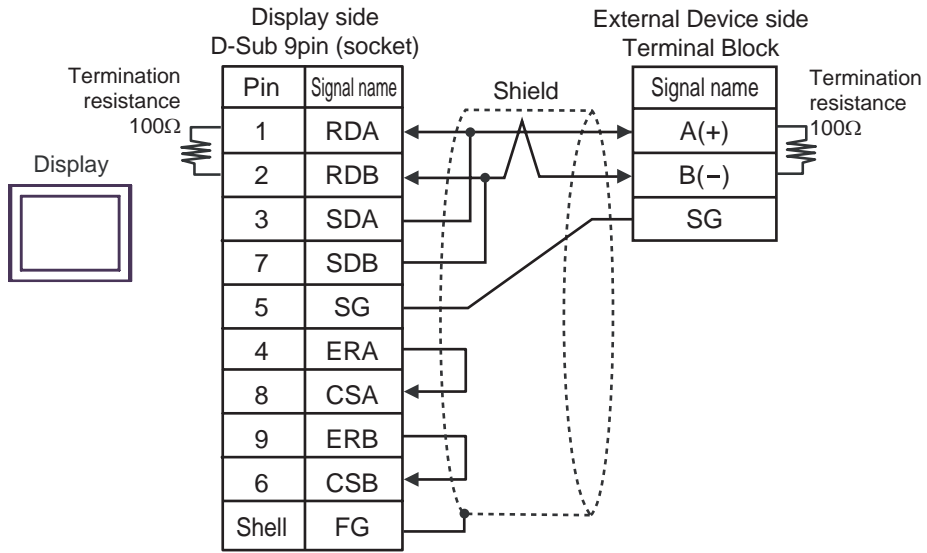 Display side
D-Sub 9pin (socket)
External Device side
Terminal Block
Termination
resistance
100Ω
Display
Pin Signal name
1 RDA
2 RDB
3 SDA
7 SDB
5 SG
4 ERA
8 CSA
9 ERB
6 CSB
Shell FG
Shield
Signal name
A(+)
B(−)
SG
Termination
resistance
100Ω